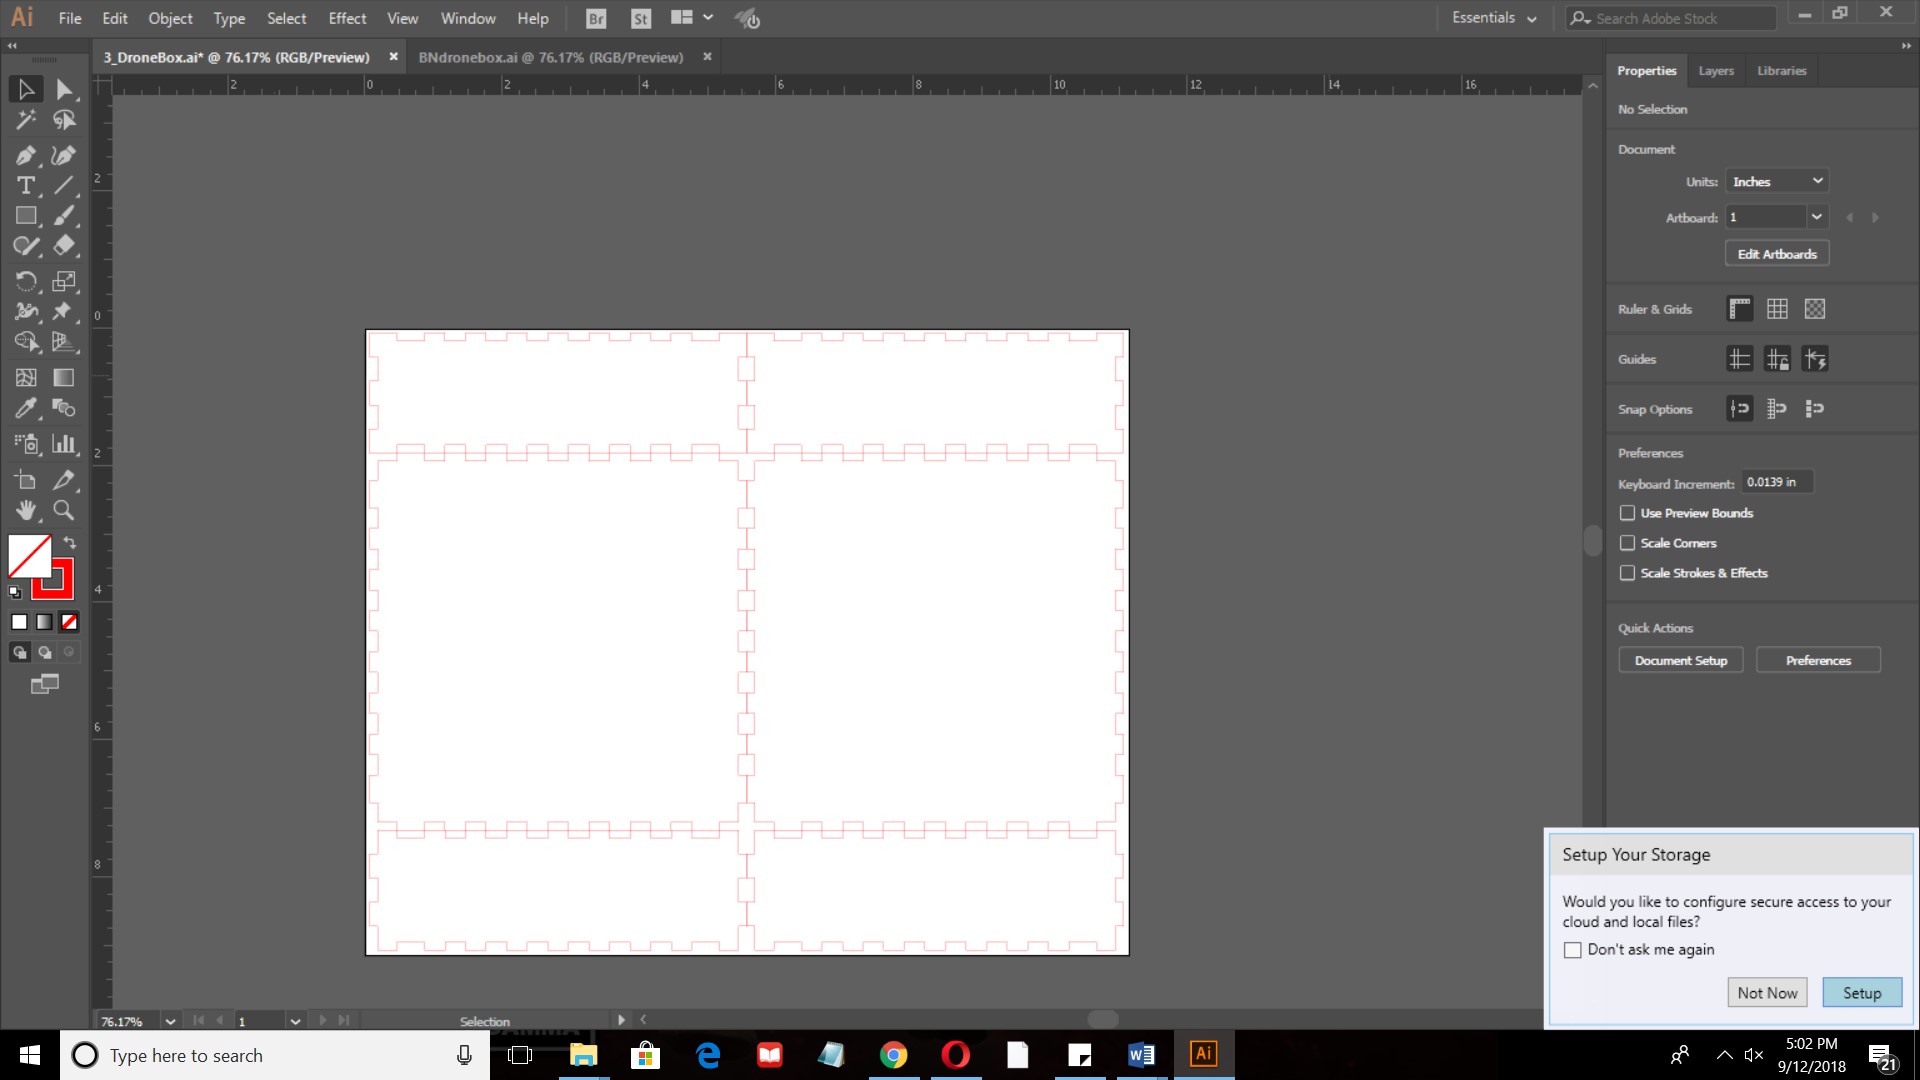 Ai File Edit Object Type Select Effect View Window Help Br St Essentials Search Adobe Stock
3_DroneBox.ai* @ 76.17% (RGB/Preview) × BNdronebox.ai @ 76.17% (RGB/Preview) ×
Properties Layers Libraries
2 0 2 4 6 8 10 12 14 16
No Selection
Document
2
Units: Inches
Artboard: 1
Edit Artboards
0
Ruler & Grids
Guides
Snap Options
2
Preferences
Keyboard Increment: 0.0139 in
Use Preview Bounds
Scale Corners
Scale Strokes & Effects
4
Quick Actions
Document Setup Preferences
6
8
Setup Your Storage
Would you like to configure secure access to your
cloud and local files?
Don't ask me again
Not Now Setup
76.17% 1 Selection
Type here to search
Ai
5:02 PM
9/12/2018
21